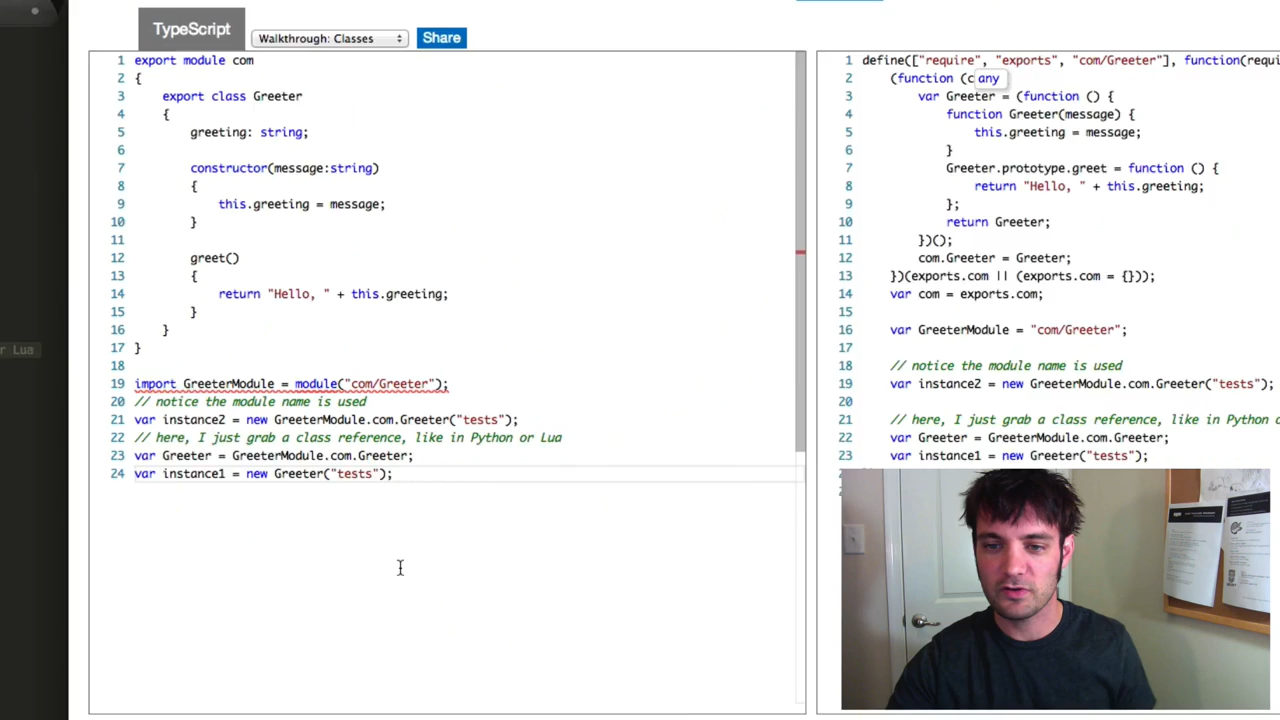 TypeScript
Walkthrough: Classes
Share
1 export module com
2 {
3 export class Greeter
4 {
5 greeting: string;
6
7 constructor(message:string)
8 {
9 this.greeting = message;
10 }
11
12 greet()
13 {
14 return "Hello, " + this.greeting;
15 }
16 }
17 }
18
19 import GreeterModule = module("com/Greeter");
20 // notice the module name is used
21 var instance2 = new GreeterModule.com.Greeter("tests");
22 // here, I just grab a class reference, like in Python or Lua
23 var Greeter = GreeterModule.com.Greeter;
24 var instance1 = new Greeter("tests");
r Lua
1 define(["require", "exports", "com/Greeter"], function(requi
2 (function (c any
3 var Greeter = (function () {
4 function Greeter(message) {
5 this.greeting = message;
6 }
7 Greeter.prototype.greet = function () {
8 return "Hello, " + this.greeting;
9 };
10 return Greeter;
11 })();
12 com.Greeter = Greeter;
13 })(exports.com || (exports.com = {}));
14 var com = exports.com;
15
16 var GreeterModule = "com/Greeter";
17
18 // notice the module name is used
19 var instance2 = new GreeterModule.com.Greeter("tests");
20
21 // here, I just grab a class reference, like in Python o
22 var Greeter = GreeterModule.com.Greeter;
23 var instance1 = new Greeter("tests");